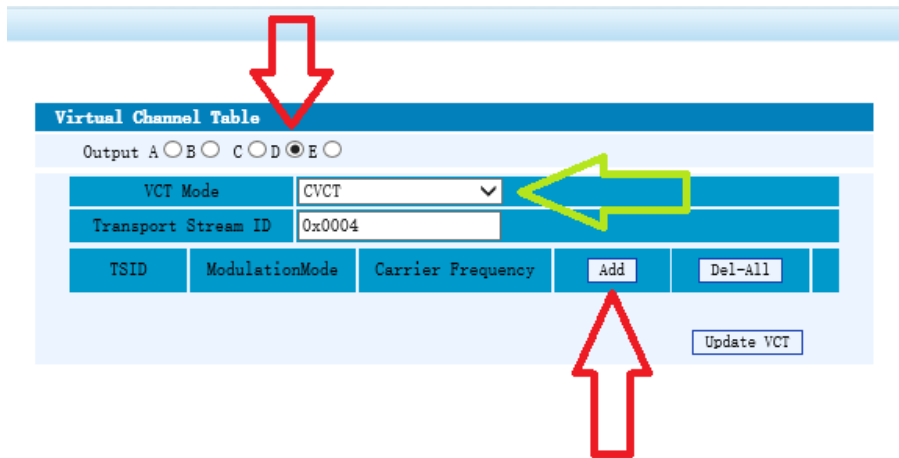 Virtual Channel Table
Output A B C D E
VCT Mode CVCT
Transport Stream ID 0x0004
TSID ModulationMode Carrier Frequency Add Del-All
Update VCT